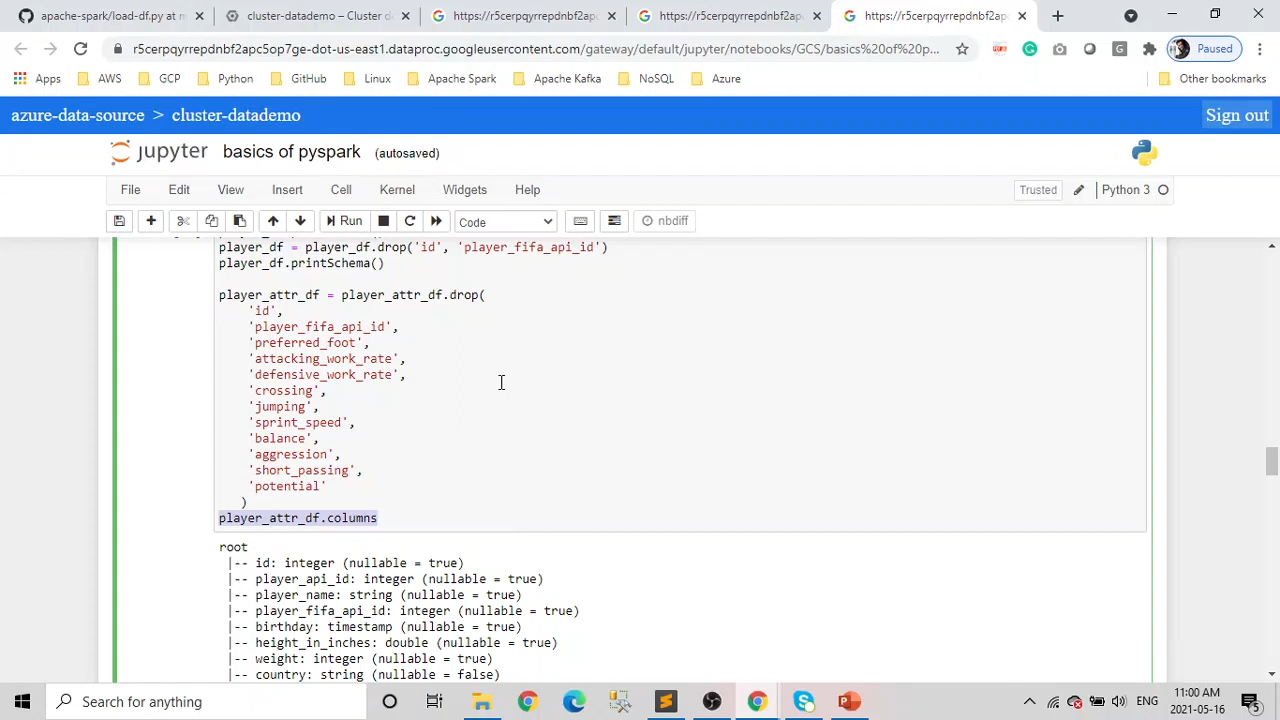 apache-spark/load-df.py at m
cluster-datademo – Cluster d
https://r5cerpqyrrepdnbf2apc
https://r5cerpqyrrepdnbf2apc
https://r5cerpqyrrepdnbf2apc
r5cerpqyrrepdnbf2apc5op7ge-dot-us-east1.dataproc.googleusercontent.com/gateway/default/jupyter/notebooks/GCS/basics%20of%20p...
Paused
Apps
AWS
GCP
Python
GitHub
Linux
Apache Spark
Apache Kafka
NoSQL
Azure
Other bookmarks
azure-data-source > cluster-datademo
Sign out
jupyter basics of pyspark (autosaved)
File Edit View Insert Cell Kernel Widgets Help
Trusted
Python 3
Run
Code
nbdiff
player_df = player_df.drop('id', 'player_fifa_api_id')
player_df.printSchema()
player_attr_df = player_attr_df.drop(
'id',
'player_fifa_api_id',
'preferred_foot',
'attacking_work_rate',
'defensive_work_rate',
'crossing',
'jumping',
'sprint_speed',
'balance',
'aggression',
'short_passing',
'potential'
)
player_attr_df.columns
root
|-- id: integer (nullable = true)
|-- player_api_id: integer (nullable = true)
|-- player_name: string (nullable = true)
|-- player_fifa_api_id: integer (nullable = true)
|-- birthday: timestamp (nullable = true)
|-- height_in_inches: double (nullable = true)
|-- weight: integer (nullable = true)
|-- country: string (nullable = false)
Search for anything
ENG
11:00 AM
2021-05-16
5